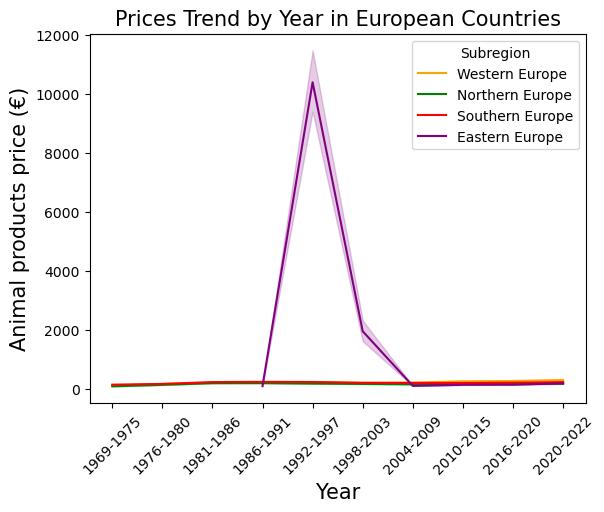 Prices Trend by Year in European Countries
Animal products price (€)
12000
10000
8000
6000
4000
2000
0
Subregion
Western Europe
Northern Europe
Southern Europe
Eastern Europe
1969-1975
1976-1980
1981-1986
1986-1991
1992-1997
1998-2003
2004-2009
2010-2015
2016-2020
2020-2022
Year